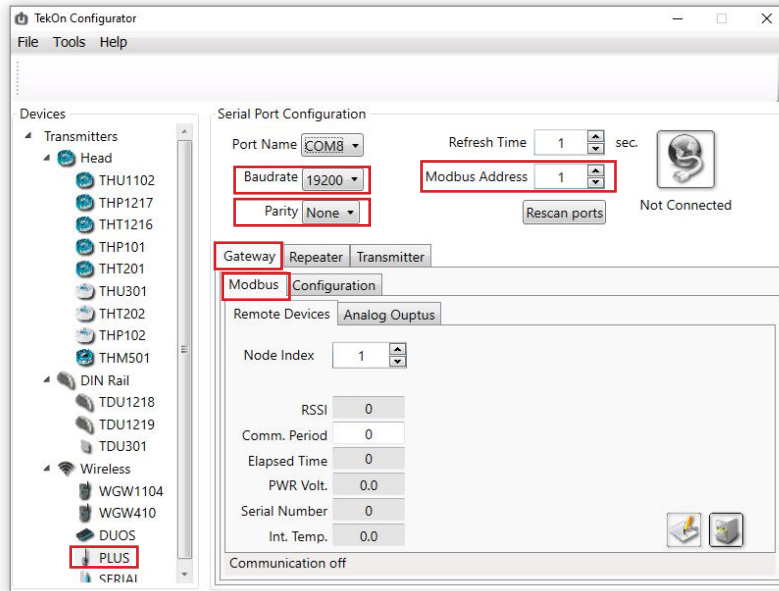 TekOn Configurator
File Tools Help
Devices
Transmitters
Head
THU1102
THP1217
THT1216
THP101
THT201
THU301
THT202
THP102
THM501
DIN Rail
TDU1218
TDU1219
TDU301
Wireless
WGW1104
WGW410
DUOS
PLUS
SERIAL
Serial Port Configuration
Port Name COM8
Refresh Time 1 sec.
Baudrate 19200
Modbus Address 1
Parity None
Rescan ports
Not Connected
Gateway Repeater Transmitter
Modbus Configuration
Remote Devices Analog Ouptus
Node Index 1
RSSI 0
Comm. Period 0
Elapsed Time 0
PWR Volt. 0.0
Serial Number 0
Int. Temp. 0.0
Communication off